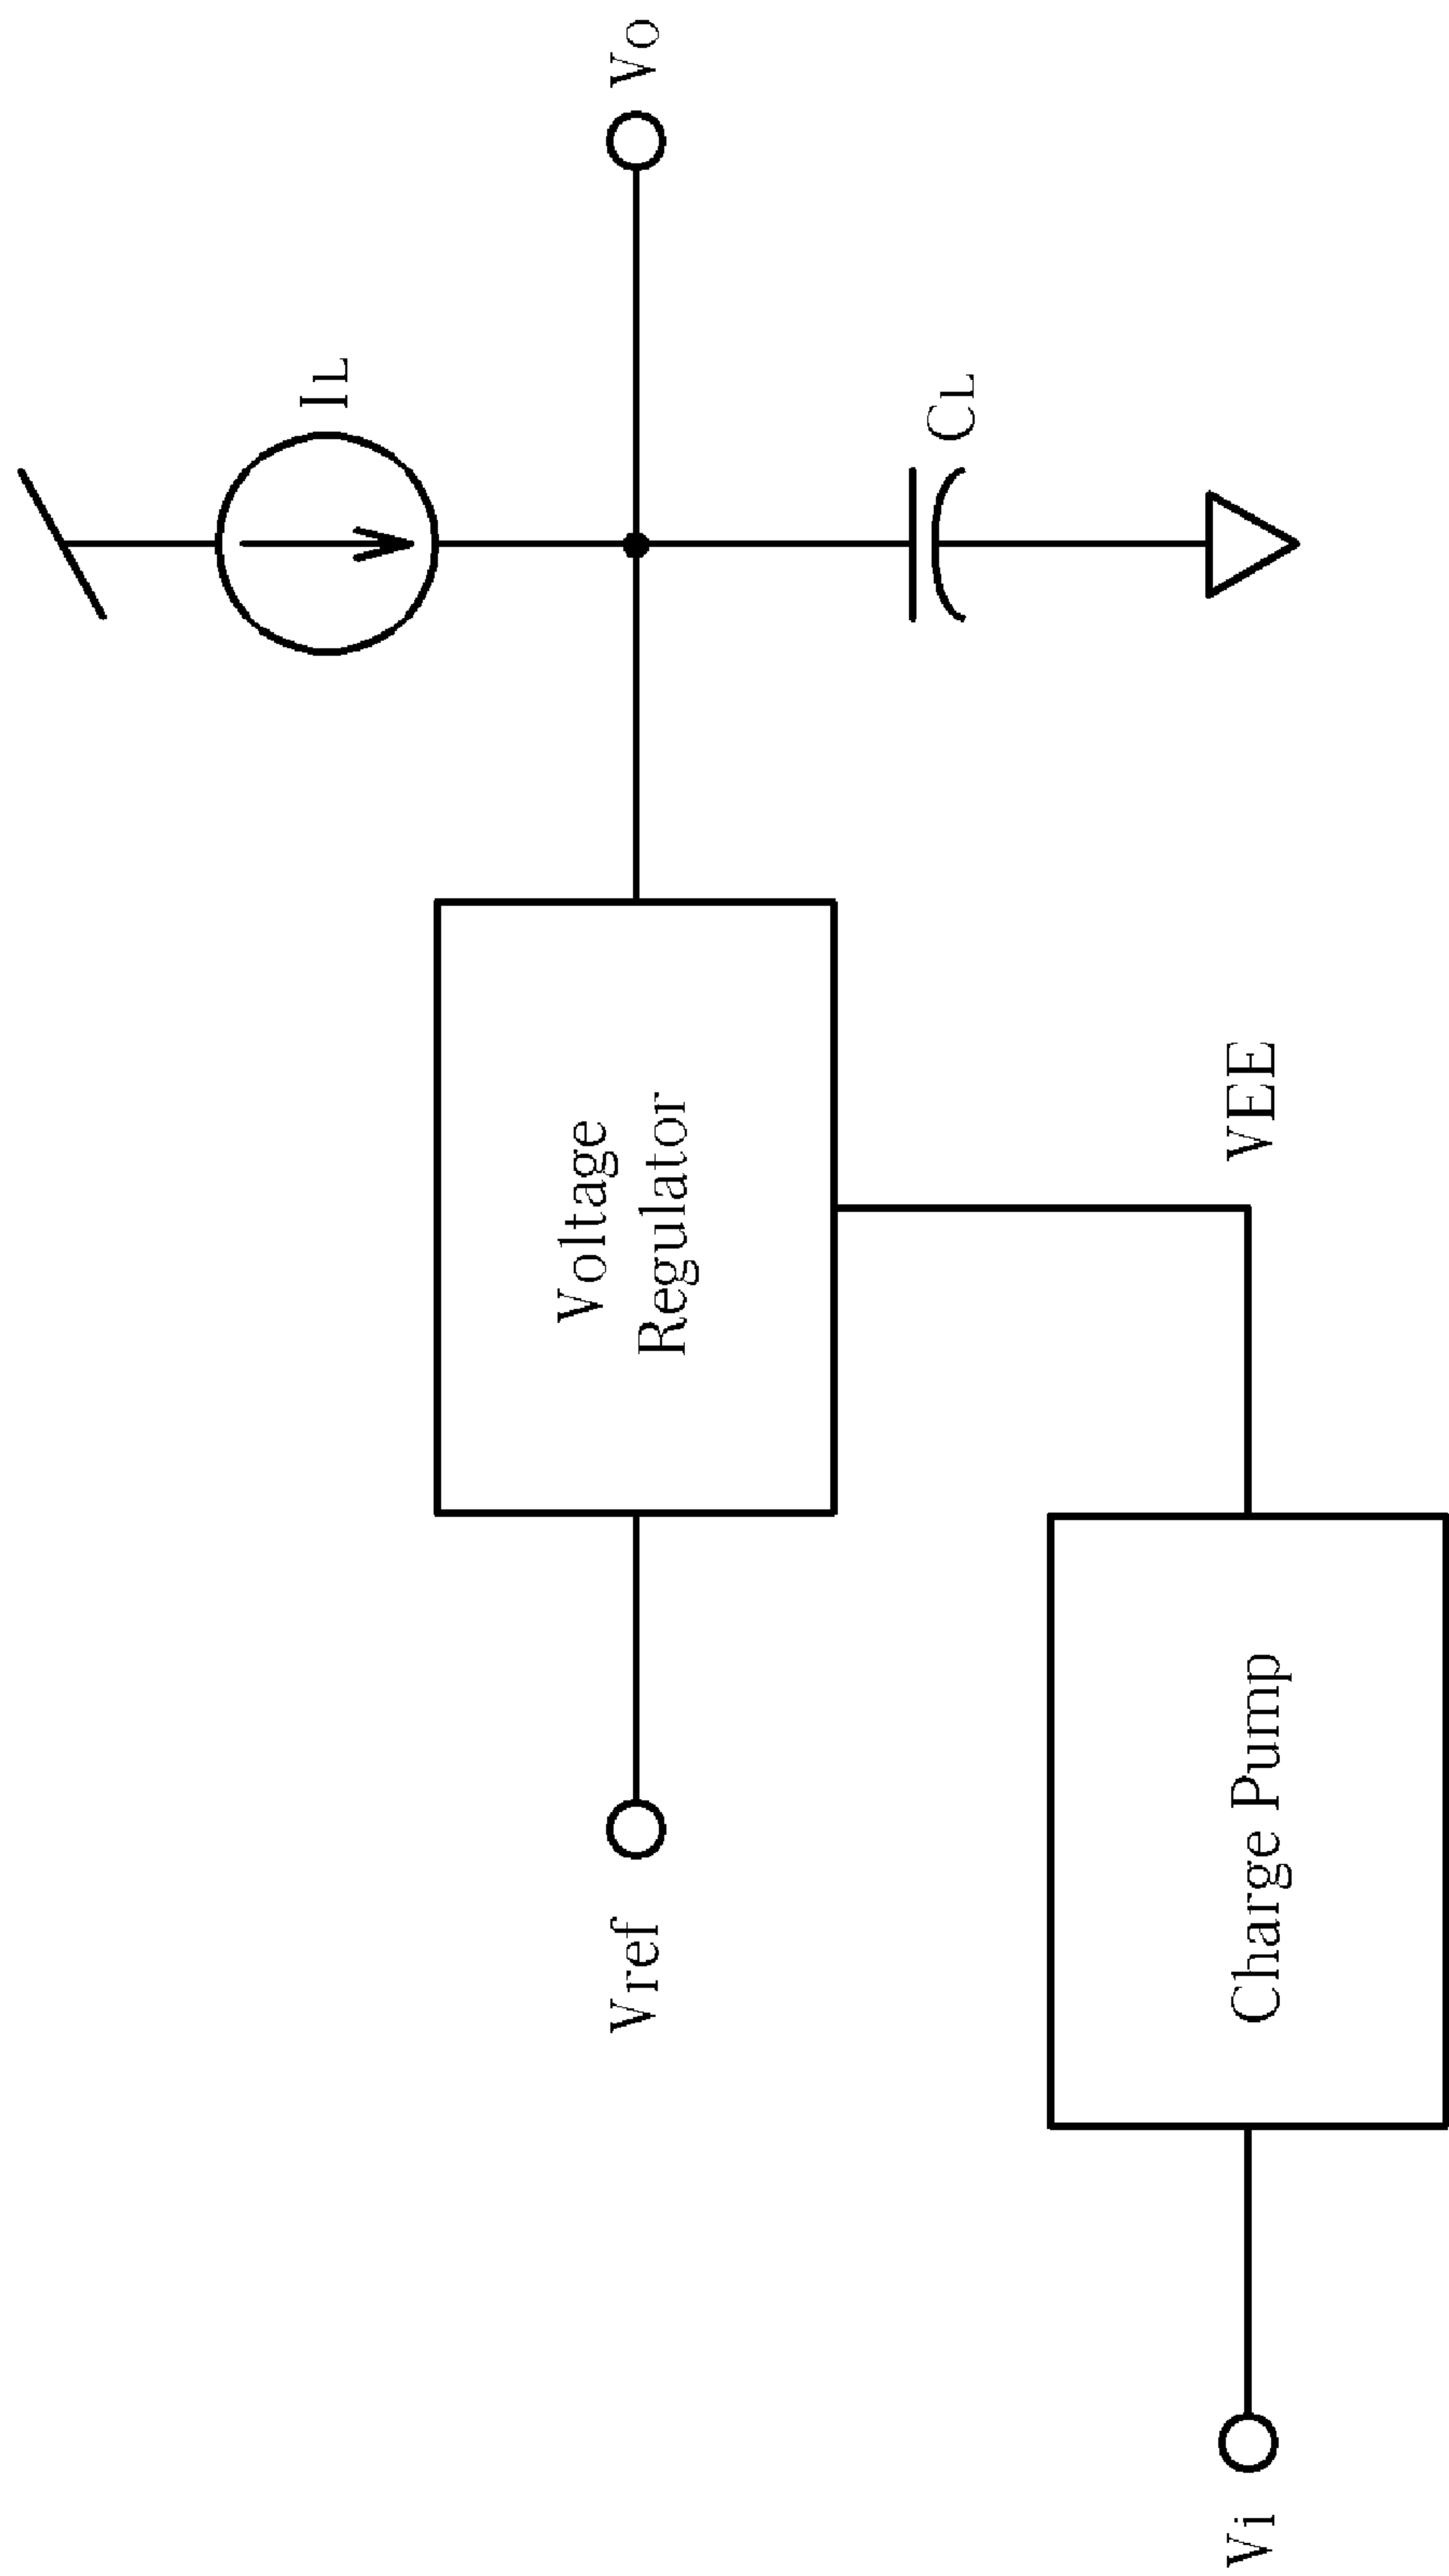 IL
Vo
CL
Voltage
Regulator
Vref
VEE
Charge Pump
Vi